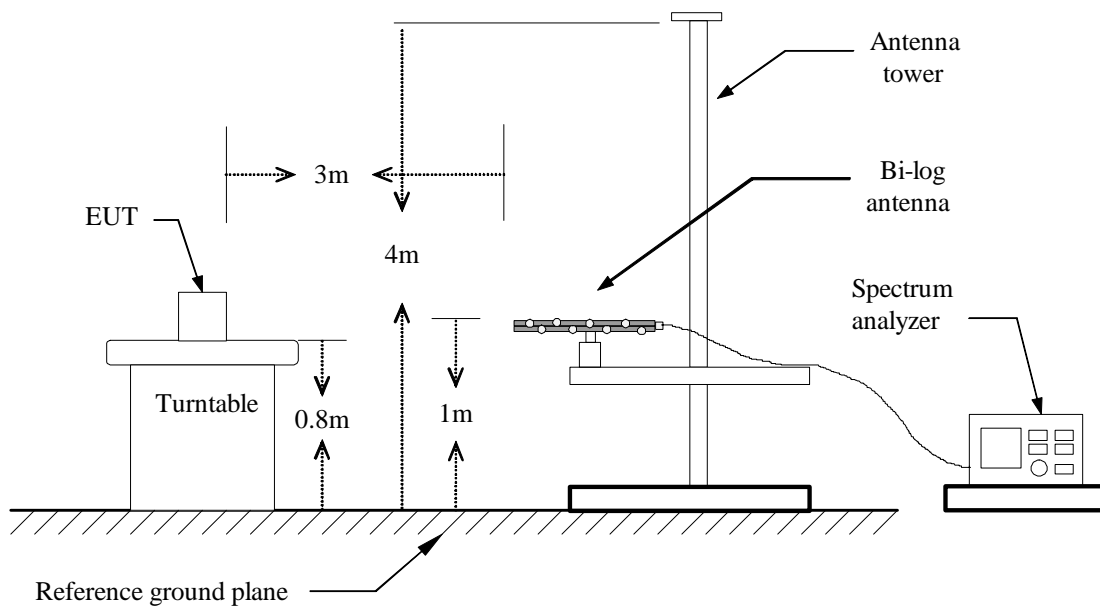 Antenna
tower
3m
Bi-log
antenna
EUT
4m
Spectrum
analyzer
Turntable
0.8m
1m
Reference ground plane